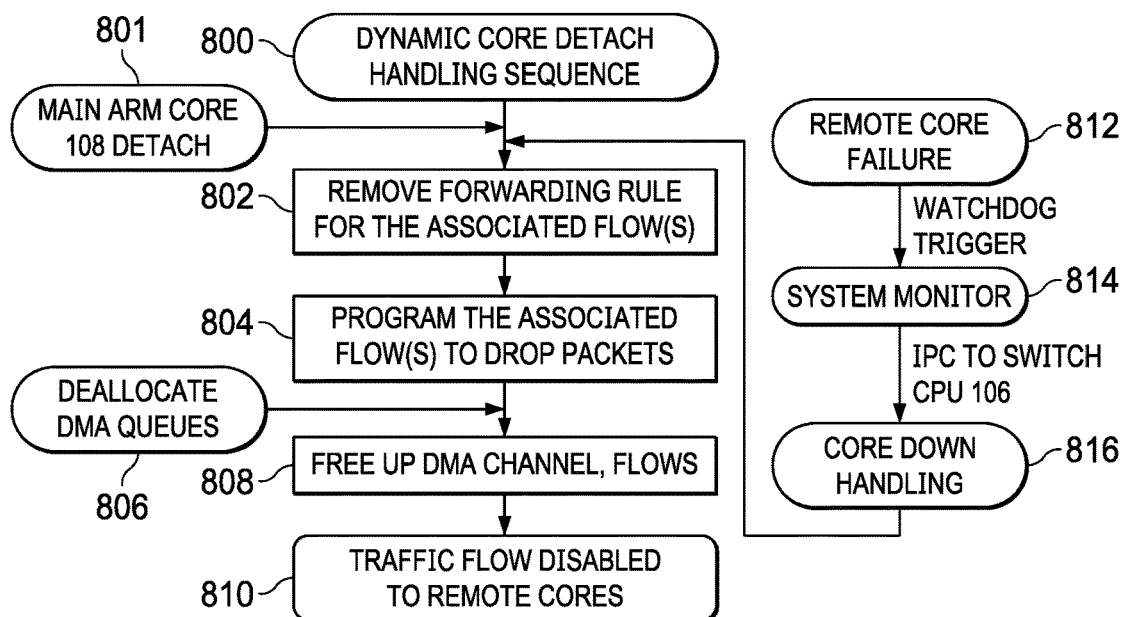 801
MAIN ARM CORE
108 DETACH
800
DYNAMIC CORE DETACH
HANDLING SEQUENCE
802
REMOVE FORWARDING RULE
FOR THE ASSOCIATED FLOW(S)
804
PROGRAM THE ASSOCIATED
FLOW(S) TO DROP PACKETS
DEALLOCATE
DMA QUEUES
806
808
FREE UP DMA CHANNEL, FLOWS
810
TRAFFIC FLOW DISABLED
TO REMOTE CORES
REMOTE CORE
FAILURE
812
WATCHDOG
TRIGGER
SYSTEM MONITOR
814
IPC TO SWITCH
CPU 106
CORE DOWN
HANDLING
816